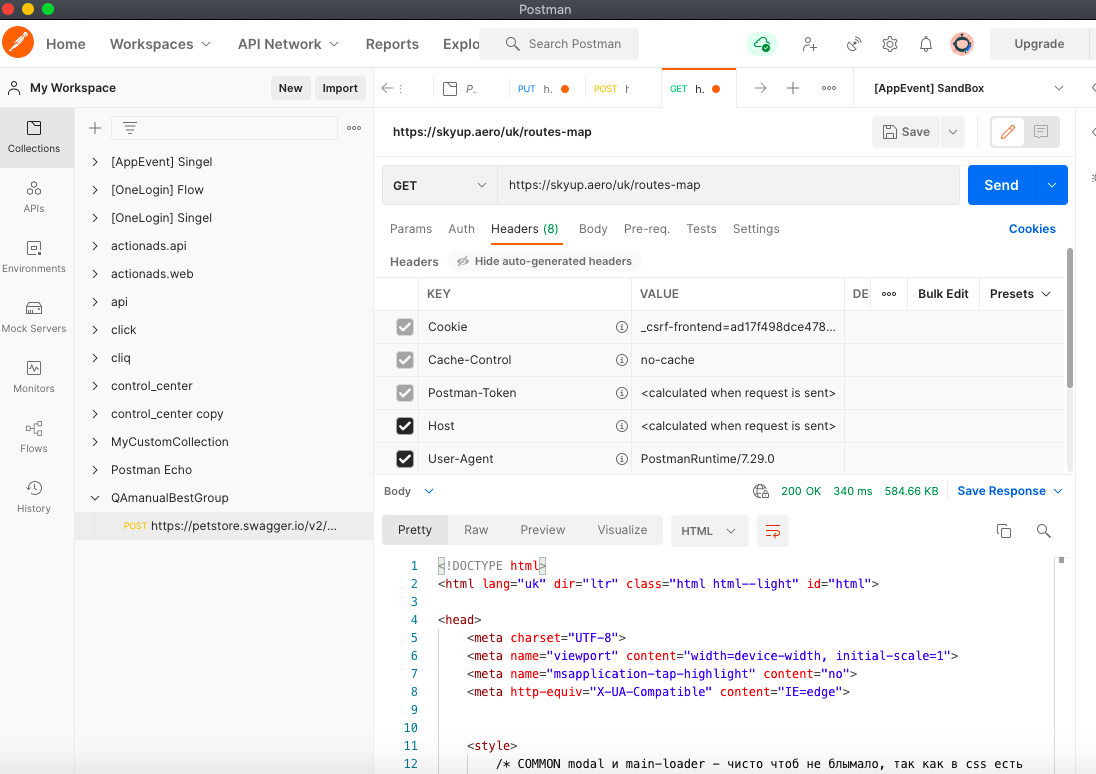 Postman
Home Workspaces API Network Reports Explo Search Postman Upgrade
My Workspace New Import
P.. PUT h. POST h GET h. [AppEvent] SandBox
Collections
APIs
Environments
Mock Servers
Monitors
Flows
History
[AppEvent] Singel
[OneLogin] Flow
[OneLogin] Singel
actionads.api
actionads.web
api
click
cliq
control_center
control_center copy
MyCustomCollection
Postman Echo
QAmanualBestGroup
POST https://petstore.swagger.io/v2/...
https://skyup.aero/uk/routes-map Save
GET https://skyup.aero/uk/routes-map Send
Params Auth Headers (8) Body Pre-req. Tests Settings Cookies
Headers Hide auto-generated headers
KEY VALUE DE Bulk Edit Presets
Cookie _csrf-frontend=ad17f498dce478...
Cache-Control no-cache
Postman-Token <calculated when request is sent>
Host <calculated when request is sent>
User-Agent PostmanRuntime/7.29.0
Body 200 OK 340 ms 584.66 KB Save Response
Pretty Raw Preview Visualize HTML
1 <!DOCTYPE html>
2 <html lang="uk" dir="ltr" class="html html--light" id="html">
3
4 <head>
5 <meta charset="UTF-8">
6 <meta name="viewport" content="width=device-width, initial-scale=1">
7 <meta name="msapplication-tap-highlight" content="no">
8 <meta http-equiv="X-UA-Compatible" content="IE=edge">
9
10
11 <style>
12 /* COMMON modal и main-loader - чисто чтоб не блымало, так как в css есть